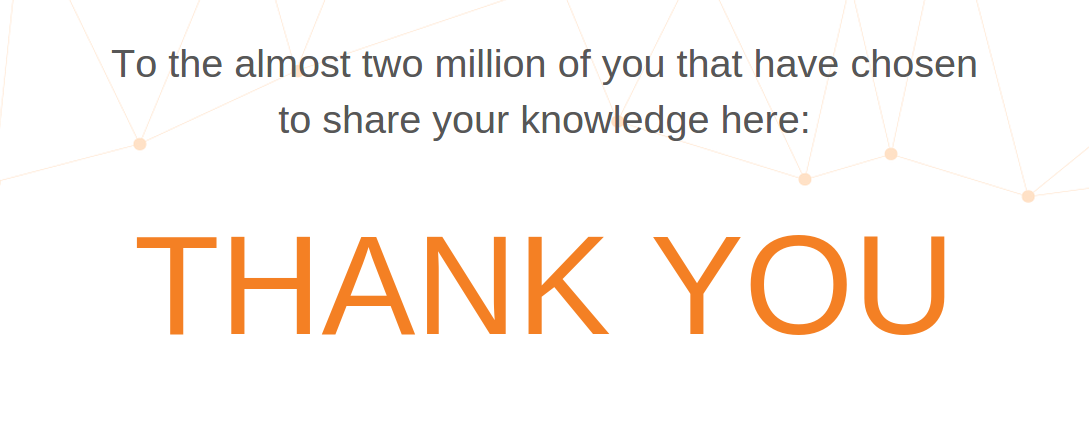 To the almost two million of you that have chosen
to share your knowledge here:
THANK YOU